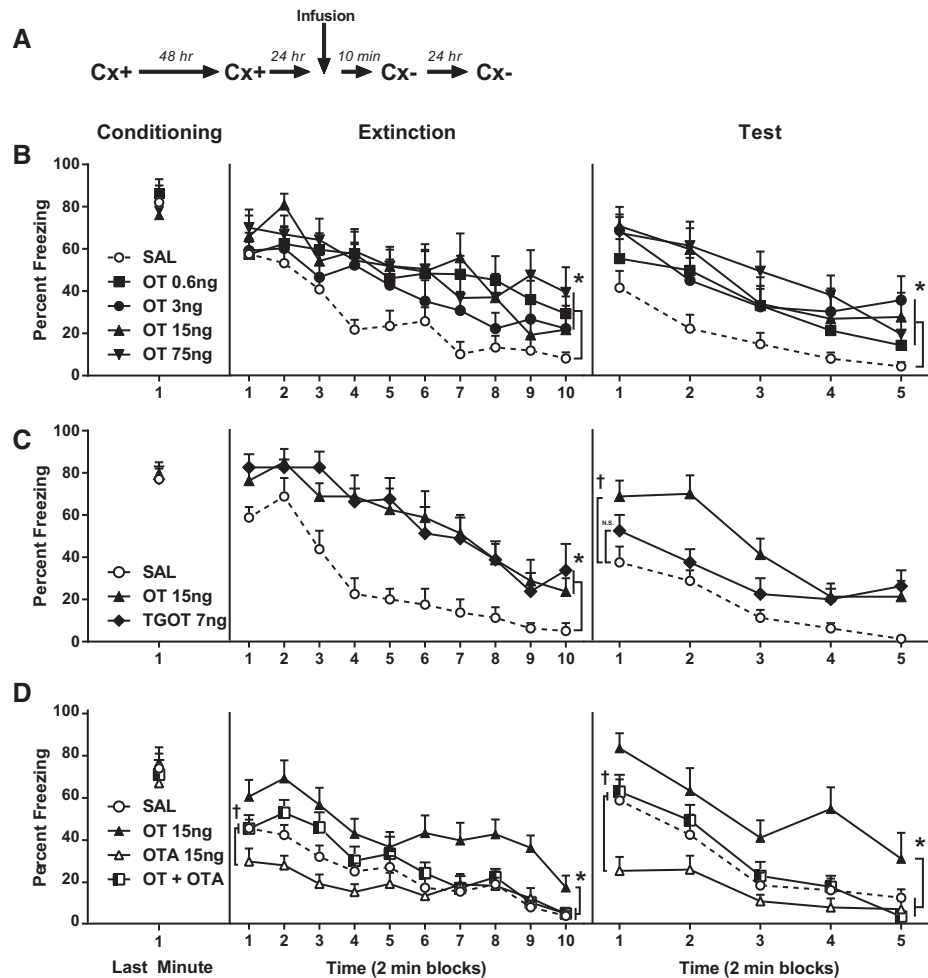 Infusion
A
48 hr 24 hr 10 min 24 hr
Cx+ Cx+ Cx- Cx-
Conditioning Extinction Test
B
Percent Freezing
100
80
60
40
20
0
SAL
OT 0.6ng
OT 3ng
OT 15ng
OT 75ng
*
*
1
1 2 3 4 5 6 7 8 9 10
1 2 3 4 5
C
Percent Freezing
100
80
60
40
20
0
SAL
OT 15ng
TGOT 7ng
*
†
N.S.
1
1 2 3 4 5 6 7 8 9 10
1 2 3 4 5
D
Percent Freezing
100
80
60
40
20
0
SAL
OT 15ng
OTA 15ng
OT + OTA
†
*
†
*
1
1 2 3 4 5 6 7 8 9 10
1 2 3 4 5
Last Minute Time (2 min blocks) Time (2 min blocks)